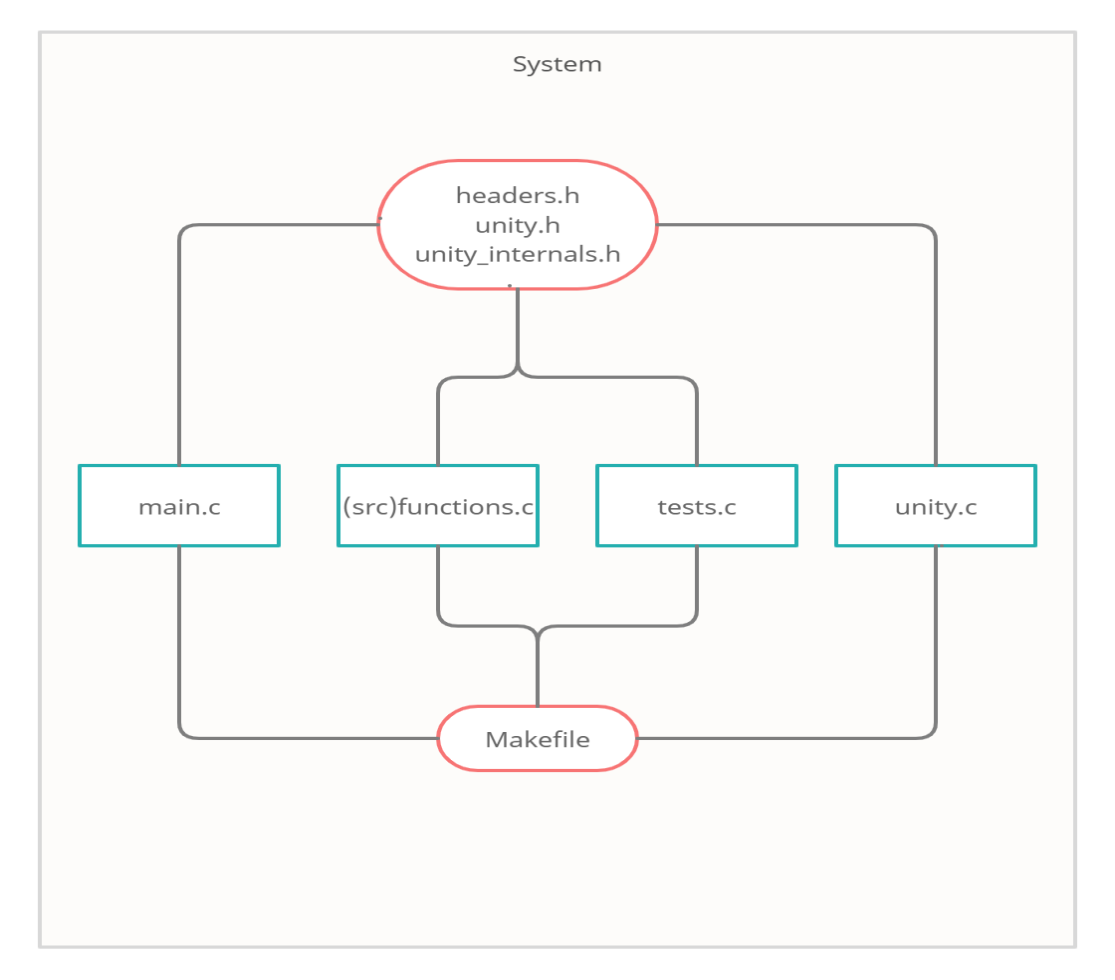 System
headers.h
unity.h
unity_internals.h
main.c
(src)functions.c
tests.c
unity.c
Makefile